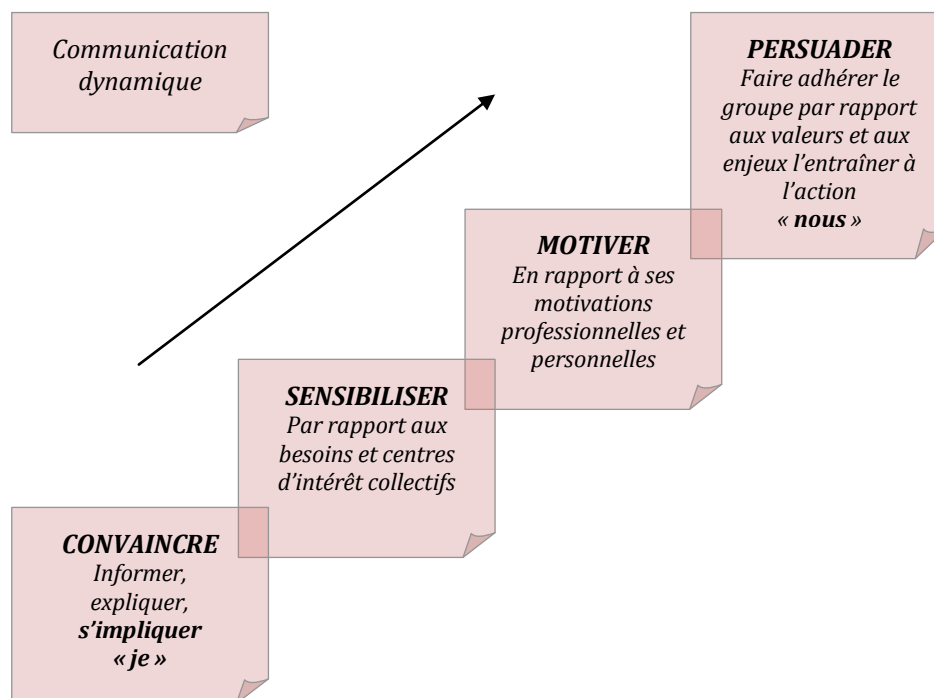 Communication
dynamique
PERSUADER
Faire adhérer le
groupe par rapport
aux valeurs et aux
enjeux l’entraîner à
l’action
« nous »
MOTIVER
En rapport à ses
motivations
professionnelles et
personnelles
SENSIBILISER
Par rapport aux
besoins et centres
d’intérêt collectifs
CONVAINCRE
Informer,
expliquer,
s’impliquer
« je »